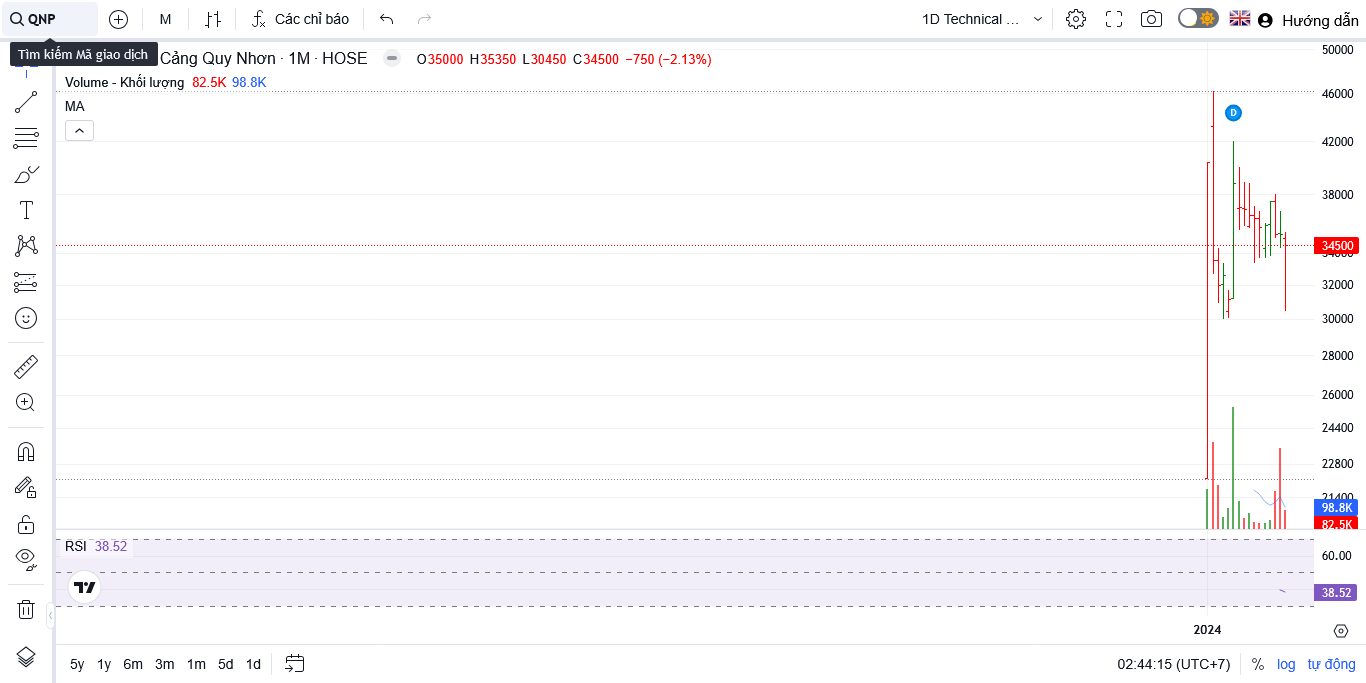 QNP
M
Các chỉ báo
1D Technical ...
Hướng dẫn
Tìm kiếm Mã giao dịch
Cảng Quy Nhơn · 1M · HOSE
O35000 H35350 L30450 C34500 −750 (−2.13%)
Volume - Khối lượng 82.5K 98.8K
MA
D
50000
46000
42000
38000
34500
34000
32000
30000
28000
26000
24400
22800
21400
98.8K
82.5K
RSI 38.52
60.00
38.52
2024
5y 1y 6m 3m 1m 5d 1d
02:44:15 (UTC+7)
% log tự động